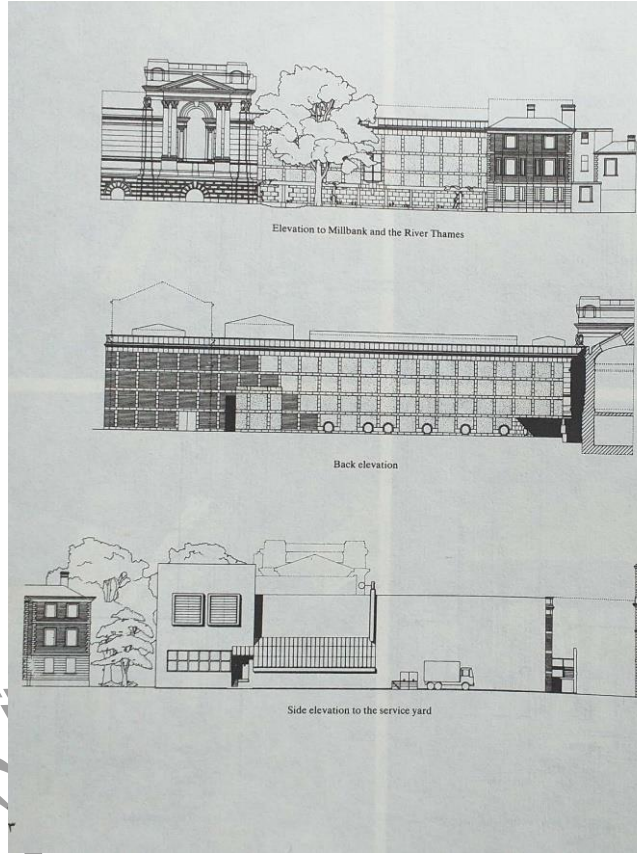 Elevation to Millbank and the River Thames
Back elevation
Side elevation to the service yard